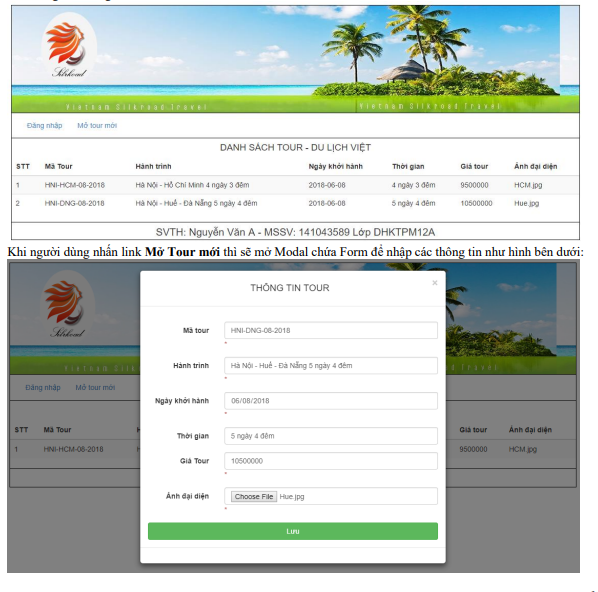 Silkroad
Vietnam Silkroad Travel
Vietnam Silkroad Travel
Đăng nhập Mở tour mới
DANH SÁCH TOUR - DU LỊCH VIỆT
STT Mã Tour Hành trình Ngày khởi hành Thời gian Giá tour Ảnh đại diện
1 HNI-HCM-08-2018 Hà Nội - Hồ Chí Minh 4 ngày 3 đêm 2018-06-08 4 ngày 3 đêm 9500000 HCM.jpg
2 HNI-DNG-08-2018 Hà Nội - Huế - Đà Nẵng 5 ngày 4 đêm 2018-06-08 5 ngày 4 đêm 10500000 Hue.jpg
SVTH: Nguyễn Văn A - MSSV: 141043589 Lớp DHKTPM12A
Khi người dùng nhấn link Mở Tour mới thì sẽ mở Modal chứa Form để nhập các thông tin như hình bên dưới:
Silkroad
THÔNG TIN TOUR ×
Mã tour HNI-DNG-08-2018
*
Hành trình Hà Nội - Huế - Đà Nẵng 5 ngày 4 đêm
*
Ngày khởi hành 06/08/2018
*
Thời gian 5 ngày 4 đêm
Giá Tour 10500000
*
Ảnh đại diện Choose File Hue.jpg
*
Lưu
Đăng nhập Mở tour mới
STT Mã Tour Giá tour Ảnh đại diện
1 HNI-HCM-08-2018 9500000 HCM.jpg